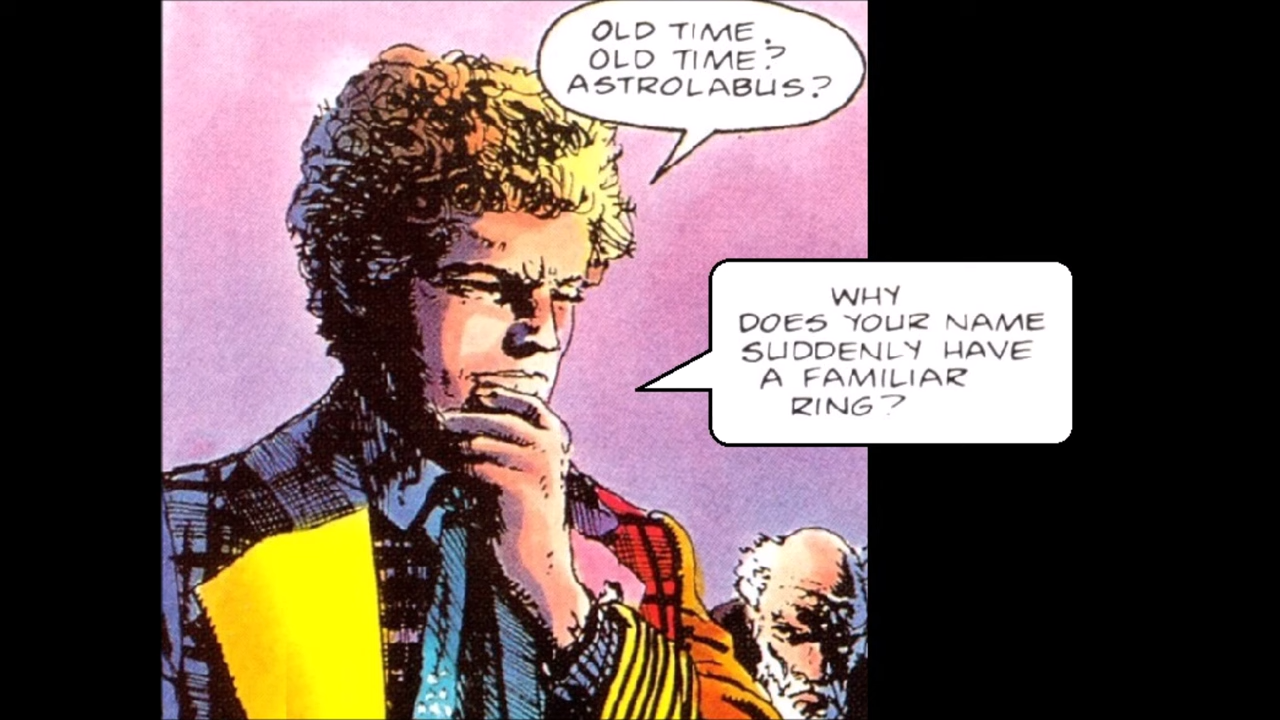 OLD TIME.
OLD TIME?
ASTROLABUS?
WHY
DOES YOUR NAME
SUDDENLY HAVE
A FAMILIAR
RING?